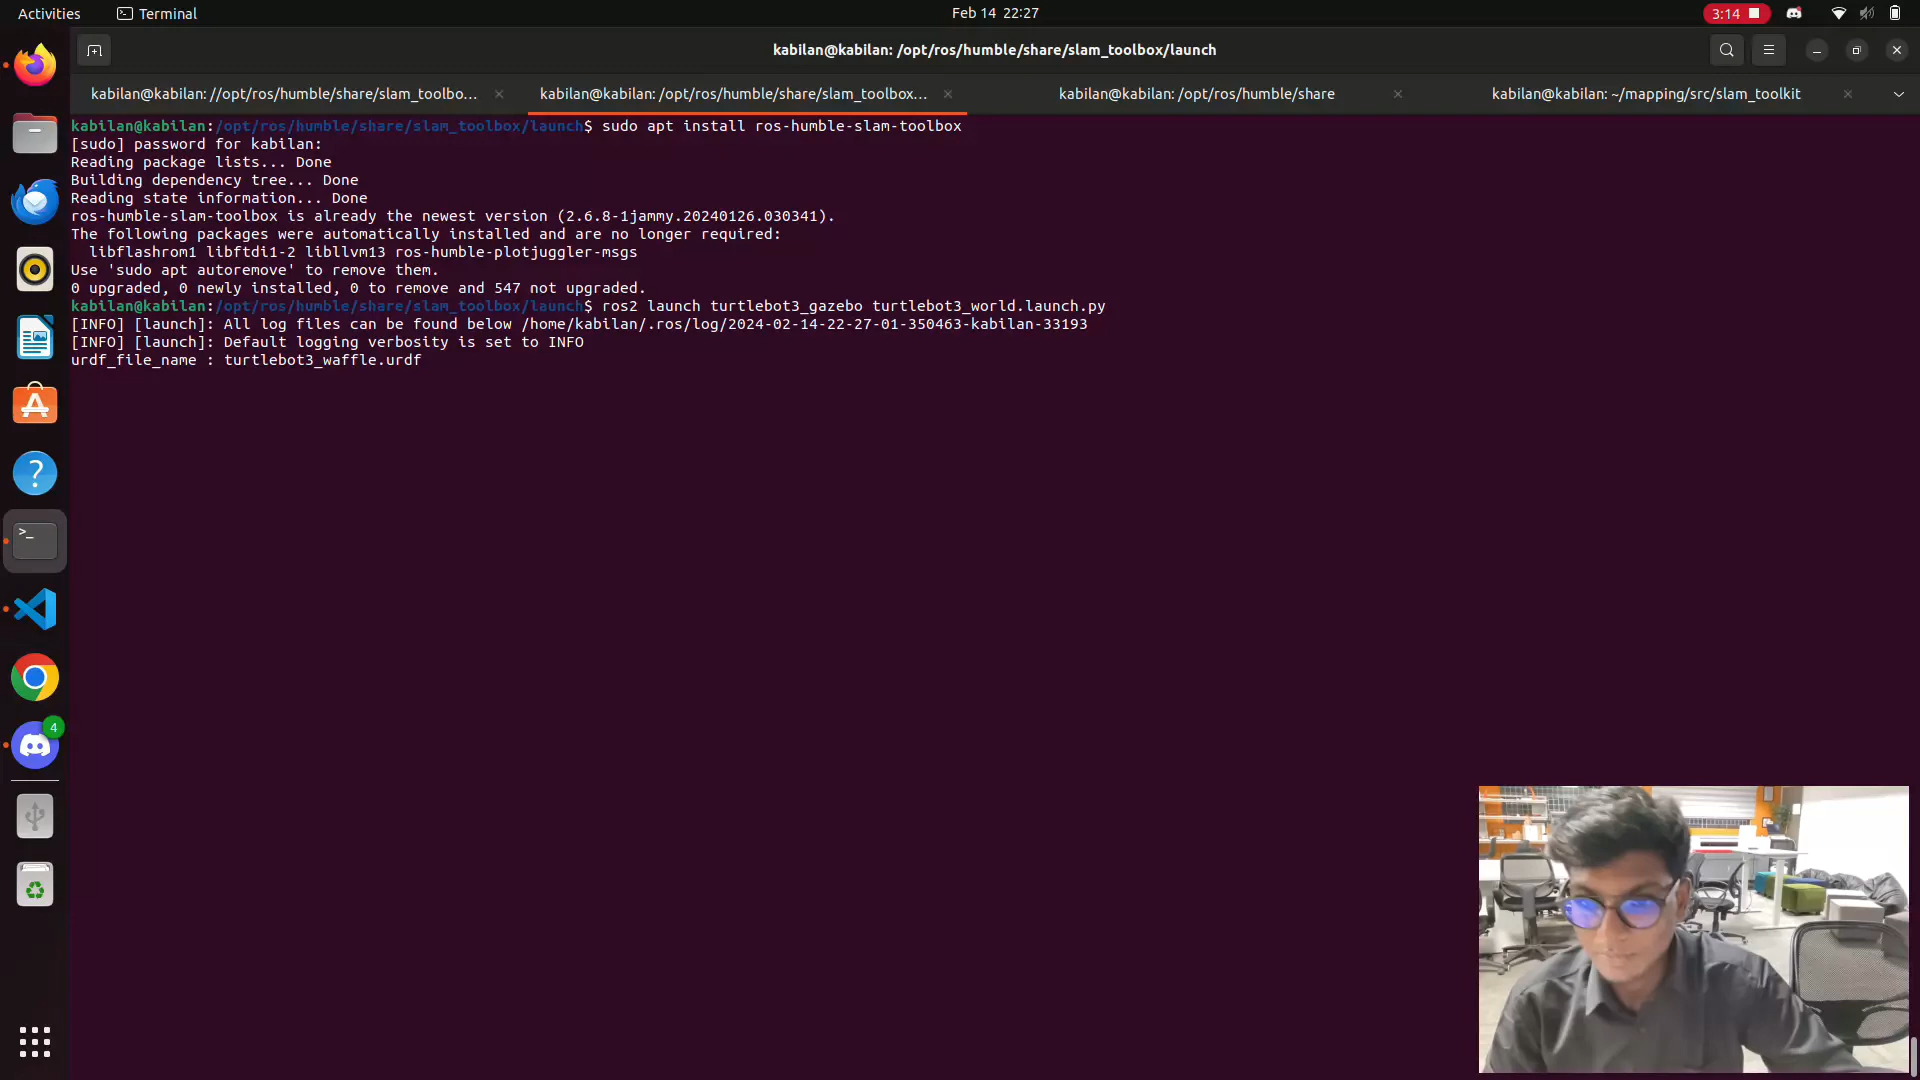 Activities
Terminal
Feb 14 22:27
3:14
kabilan@kabilan: /opt/ros/humble/share/slam_toolbox/launch
kabilan@kabilan: //opt/ros/humble/share/slam_toolbo...
kabilan@kabilan: /opt/ros/humble/share/slam_toolbox...
kabilan@kabilan: /opt/ros/humble/share
kabilan@kabilan: ~/mapping/src/slam_toolkit
kabilan@kabilan:/opt/ros/humble/share/slam_toolbox/launch$ sudo apt install ros-humble-slam-toolbox
[sudo] password for kabilan:
Reading package lists... Done
Building dependency tree... Done
Reading state information... Done
ros-humble-slam-toolbox is already the newest version (2.6.8-1jammy.20240126.030341).
The following packages were automatically installed and are no longer required:
  libflashrom1 libftdi1-2 libllvm13 ros-humble-plotjuggler-msgs
Use 'sudo apt autoremove' to remove them.
0 upgraded, 0 newly installed, 0 to remove and 547 not upgraded.
kabilan@kabilan:/opt/ros/humble/share/slam_toolbox/launch$ ros2 launch turtlebot3_gazebo turtlebot3_world.launch.py
[INFO] [launch]: All log files can be found below /home/kabilan/.ros/log/2024-02-14-22-27-01-350463-kabilan-33193
[INFO] [launch]: Default logging verbosity is set to INFO
urdf_file_name : turtlebot3_waffle.urdf
4